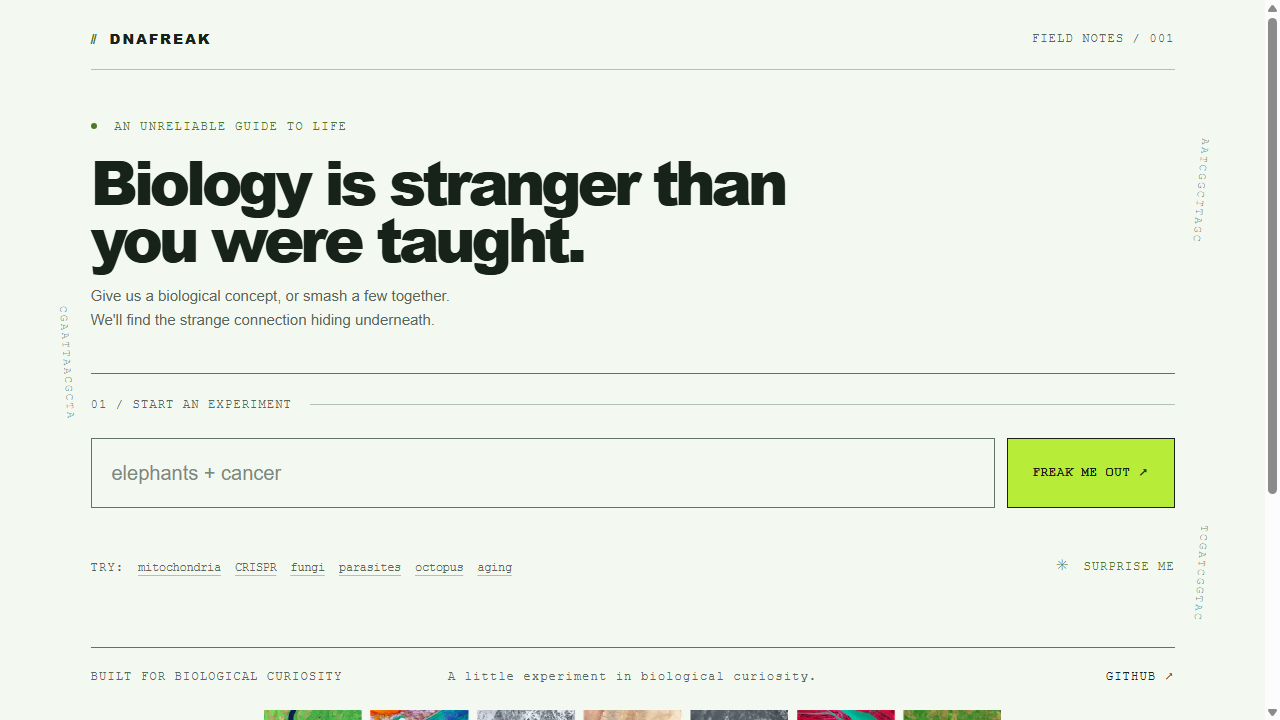 // DNAFREAK
FIELD NOTES / 001
AN UNRELIABLE GUIDE TO LIFE
Biology is stranger than
you were taught.
Give us a biological concept, or smash a few together.
We'll find the strange connection hiding underneath.
AATCGGCTTAGC
CGAATTAACGCTA
01 / START AN EXPERIMENT
elephants + cancer
FREAK ME OUT ↗
TCGATCGGTAC
TRY: mitochondria CRISPR fungi parasites octopus aging
✳ SURPRISE ME
BUILT FOR BIOLOGICAL CURIOSITY
A little experiment in biological curiosity.
GITHUB ↗